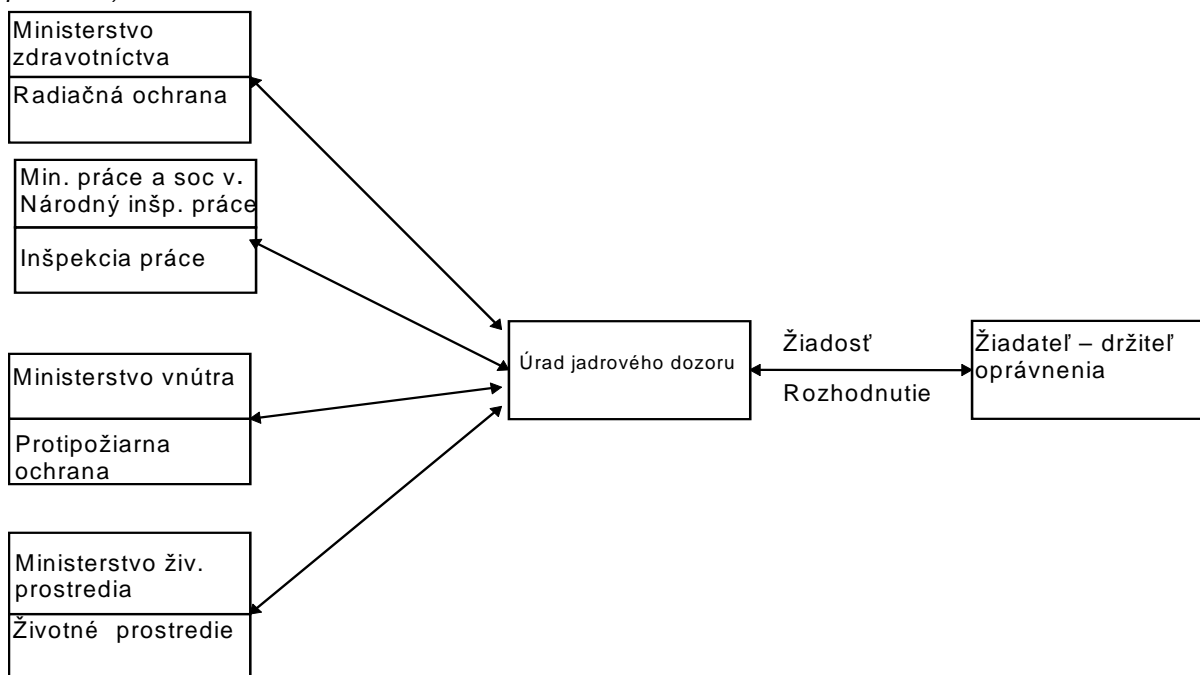 Ministerstvo
zdravotníctva
Radiačná ochrana
Min. práce a soc v.
Národný inšp. práce
Inšpekcia práce
Ministerstvo vnútra
Protipožiarna
ochrana
Ministerstvo živ.
prostredia
Životné prostredie
Úrad jadrového dozoru
Žiadosť
Rozhodnutie
Žiadateľ – držiteľ
oprávnenia